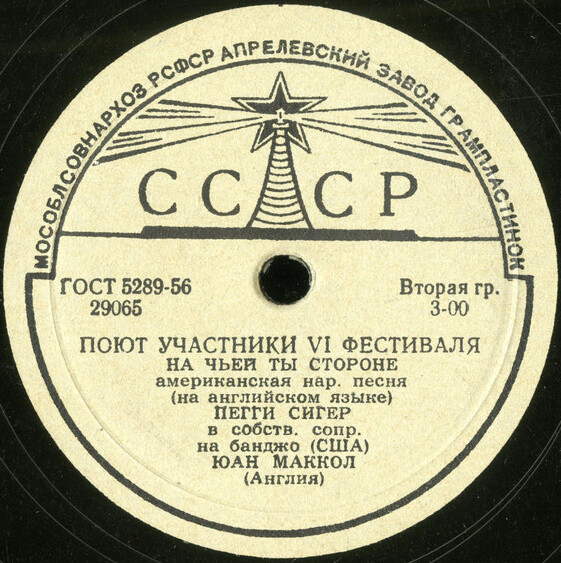 МОСОБЛСОВНАРХОЗ РСФСР АПРЕЛЕВСКИЙ ЗАВОД ГРАМПЛАСТИНОК
СССР
ГОСТ 5289-56
29065
Вторая гр.
3-00
ПОЮТ УЧАСТНИКИ VI ФЕСТИВАЛЯ
НА ЧЬЕЙ ТЫ СТОРОНЕ
американская нар. песня
(на английском языке)
ПЕГГИ СИГЕР
в собств. сопр.
на банджо (США)
ЮАН МАККОЛ
(Англия)